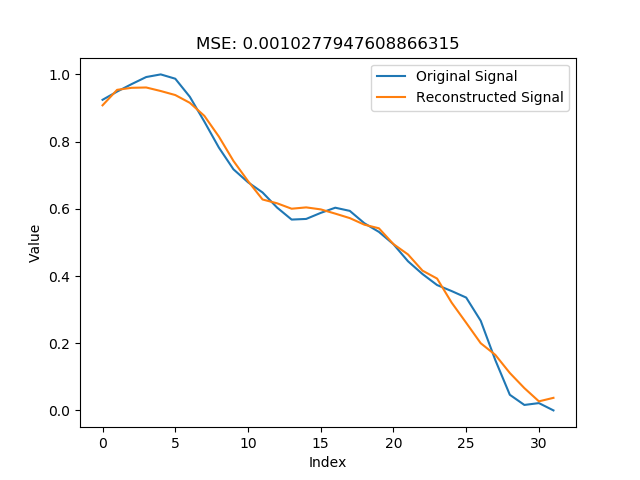 MSE: 0.0010277947608866315
Original Signal
Reconstructed Signal
1.0
0.8
0.6
0.4
0.2
0.0
Value
0 5 10 15 20 25 30
Index